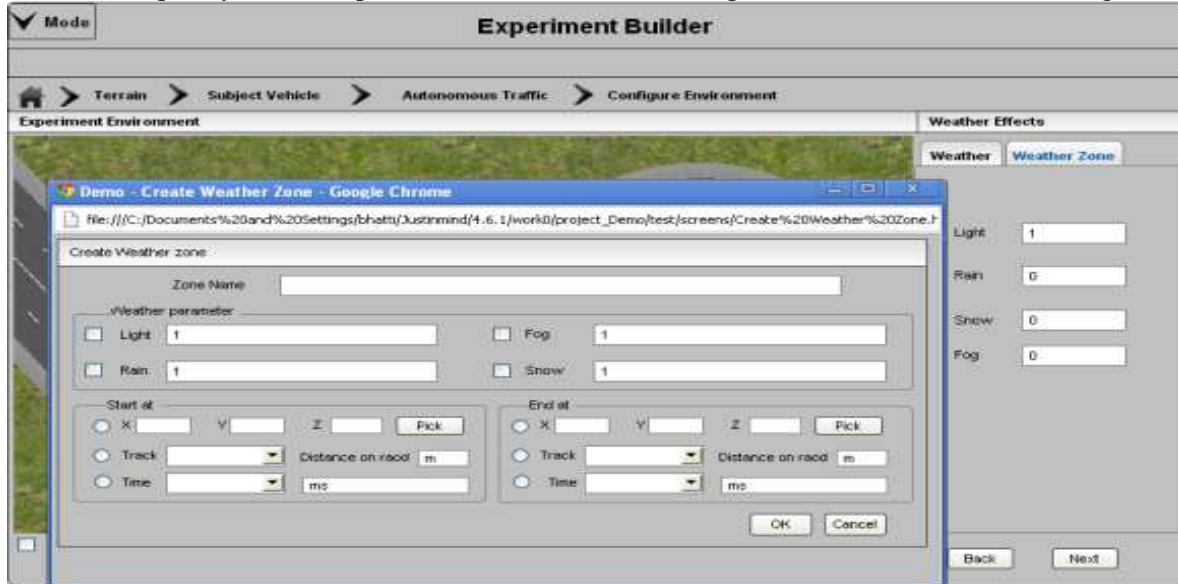 Mode
Experiment Builder
Terrain Subject Vehicle Autonomous Traffic Configure Environment
Experiment Environment
Weather Effects
Weather Weather Zone
Demo - Create Weather Zone - Google Chrome
file:///C:/Documents%20and%20Settings/bhatti/Justinmind/4.6.1/work0/project_Demo/test/screens/Create%20Weather%20Zone.h
Create Weather zone
Zone Name
Weather parameter
Light 1 Fog 1
Rain 1 Snow 1
Start at End at
X Y Z Pick X Y Z Pick
Track Distance on raod m Track Distance on raod m
Time ms Time ms
OK Cancel
Light 1
Rain 0
Snow 0
Fog 0
Back Next